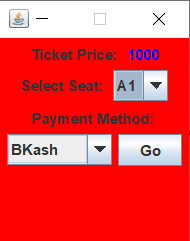 Ticket Price: 1000
Select Seat: A1
Payment Method:
BKash Go